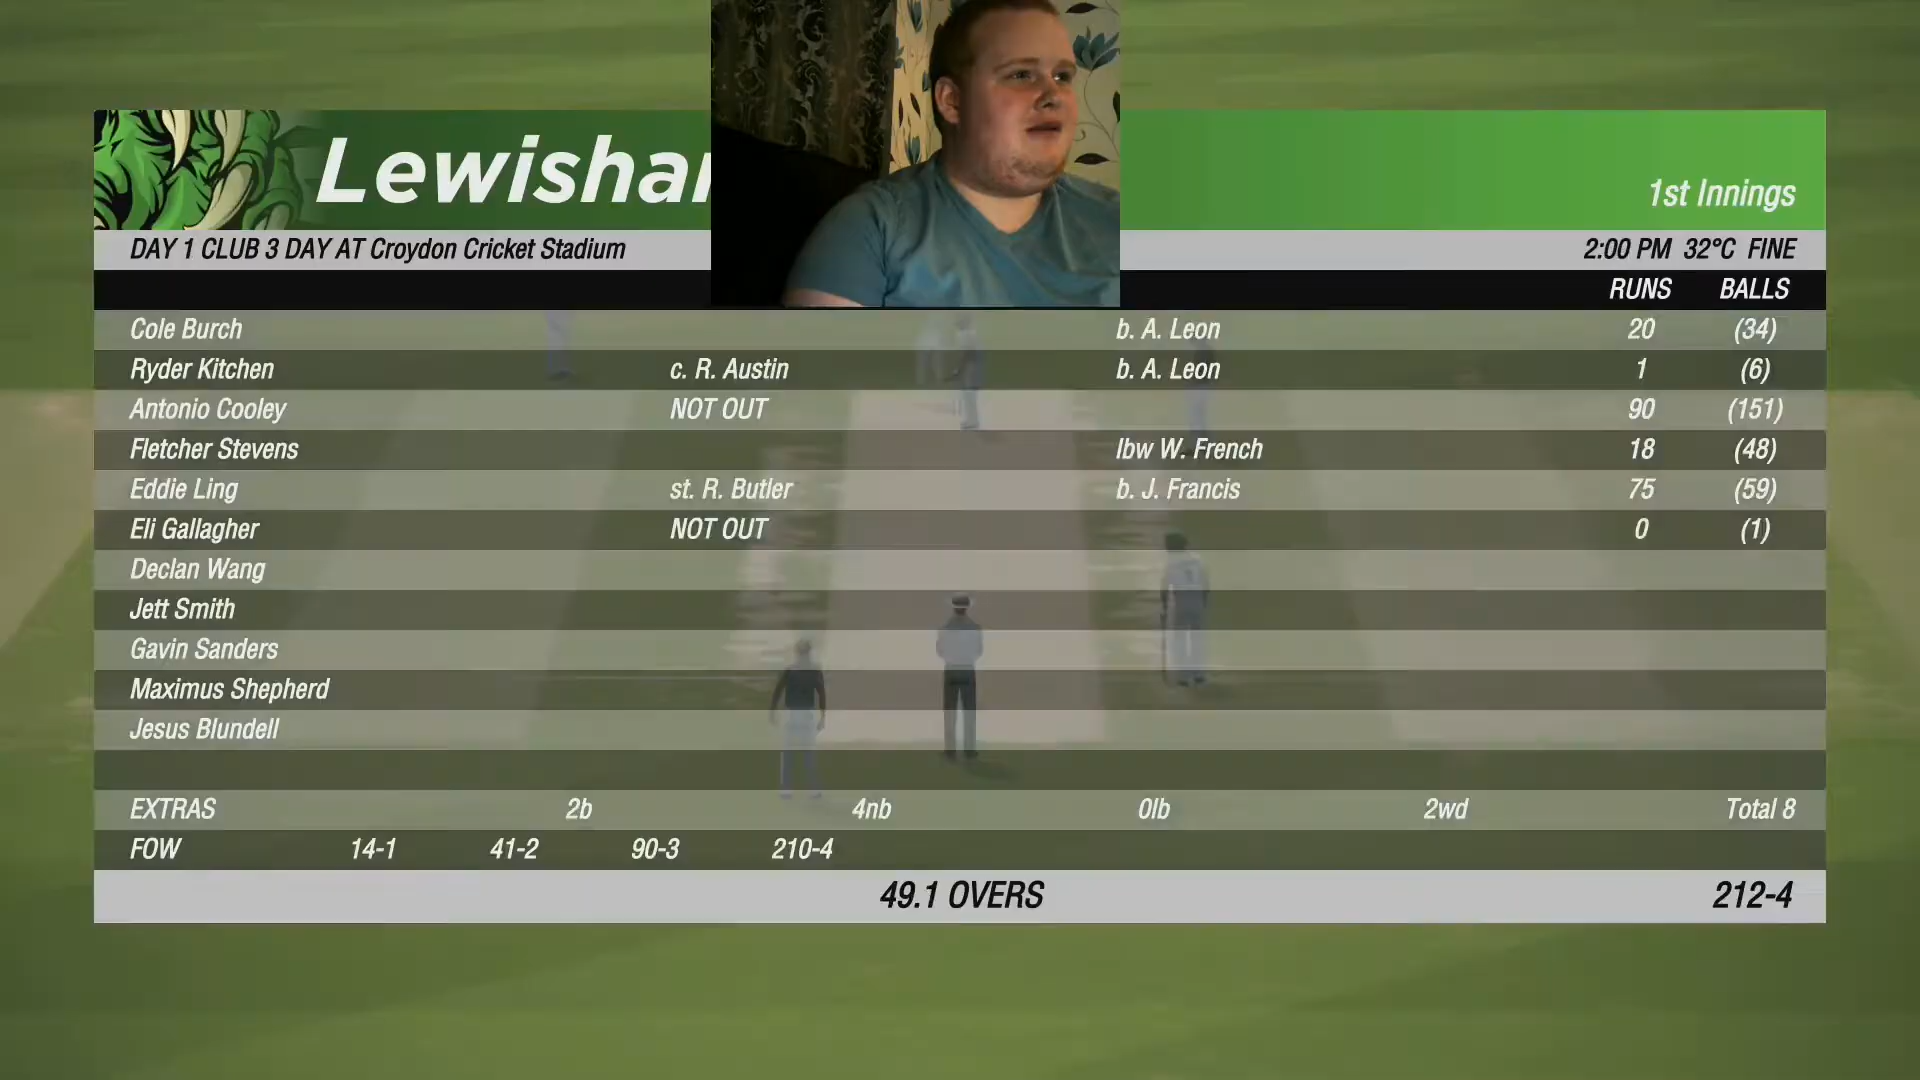 1st Innings
DAY 1 CLUB 3 DAY AT Croydon Cricket Stadium 2:00 PM 32°C FINE
RUNS BALLS
Cole Burch b. A. Leon 20 (34)
Ryder Kitchen c. R. Austin b. A. Leon 1 (6)
Antonio Cooley NOT OUT 90 (151)
Fletcher Stevens lbw W. French 18 (48)
Eddie Ling st. R. Butler b. J. Francis 75 (59)
Eli Gallagher NOT OUT 0 (1)
Declan Wang
Jett Smith
Gavin Sanders
Maximus Shepherd
Jesus Blundell
EXTRAS 2b 4nb 0lb 2wd Total 8
FOW 14-1 41-2 90-3 210-4
49.1 OVERS 212-4